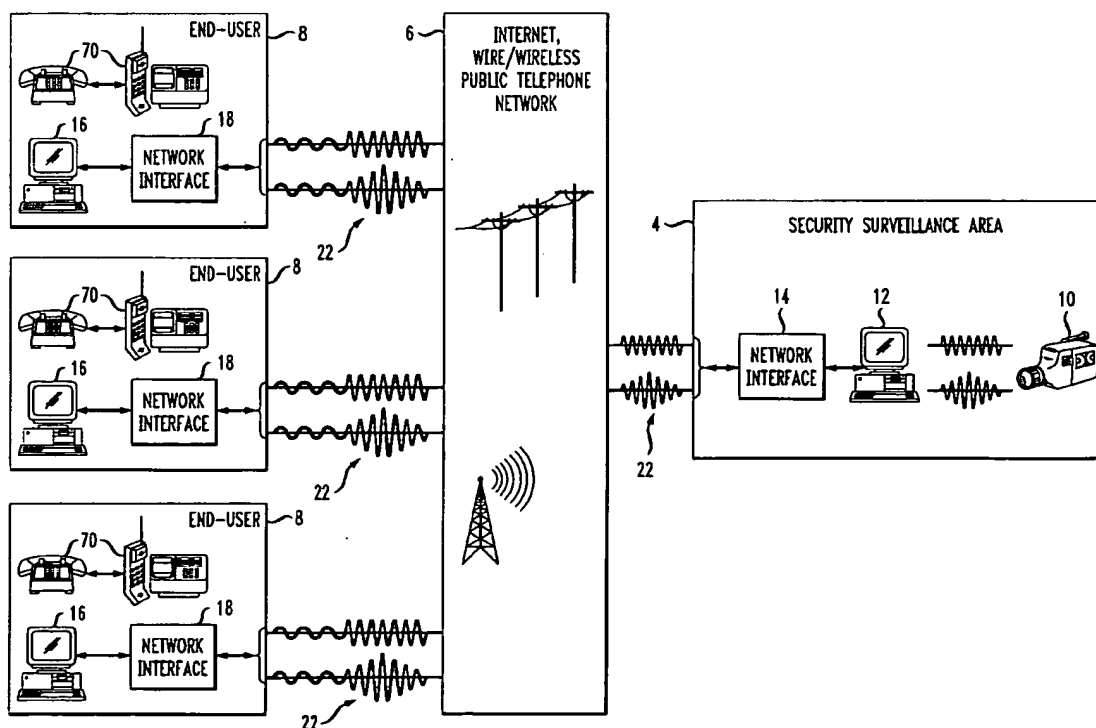 END-USER
8
70
16
18
NETWORK
INTERFACE
22
END-USER
8
70
16
18
NETWORK
INTERFACE
22
END-USER
8
70
16
18
NETWORK
INTERFACE
22
6
INTERNET,
WIRE/WIRELESS
PUBLIC TELEPHONE
NETWORK
4
SECURITY SURVEILLANCE AREA
14
12
10
NETWORK
INTERFACE
22